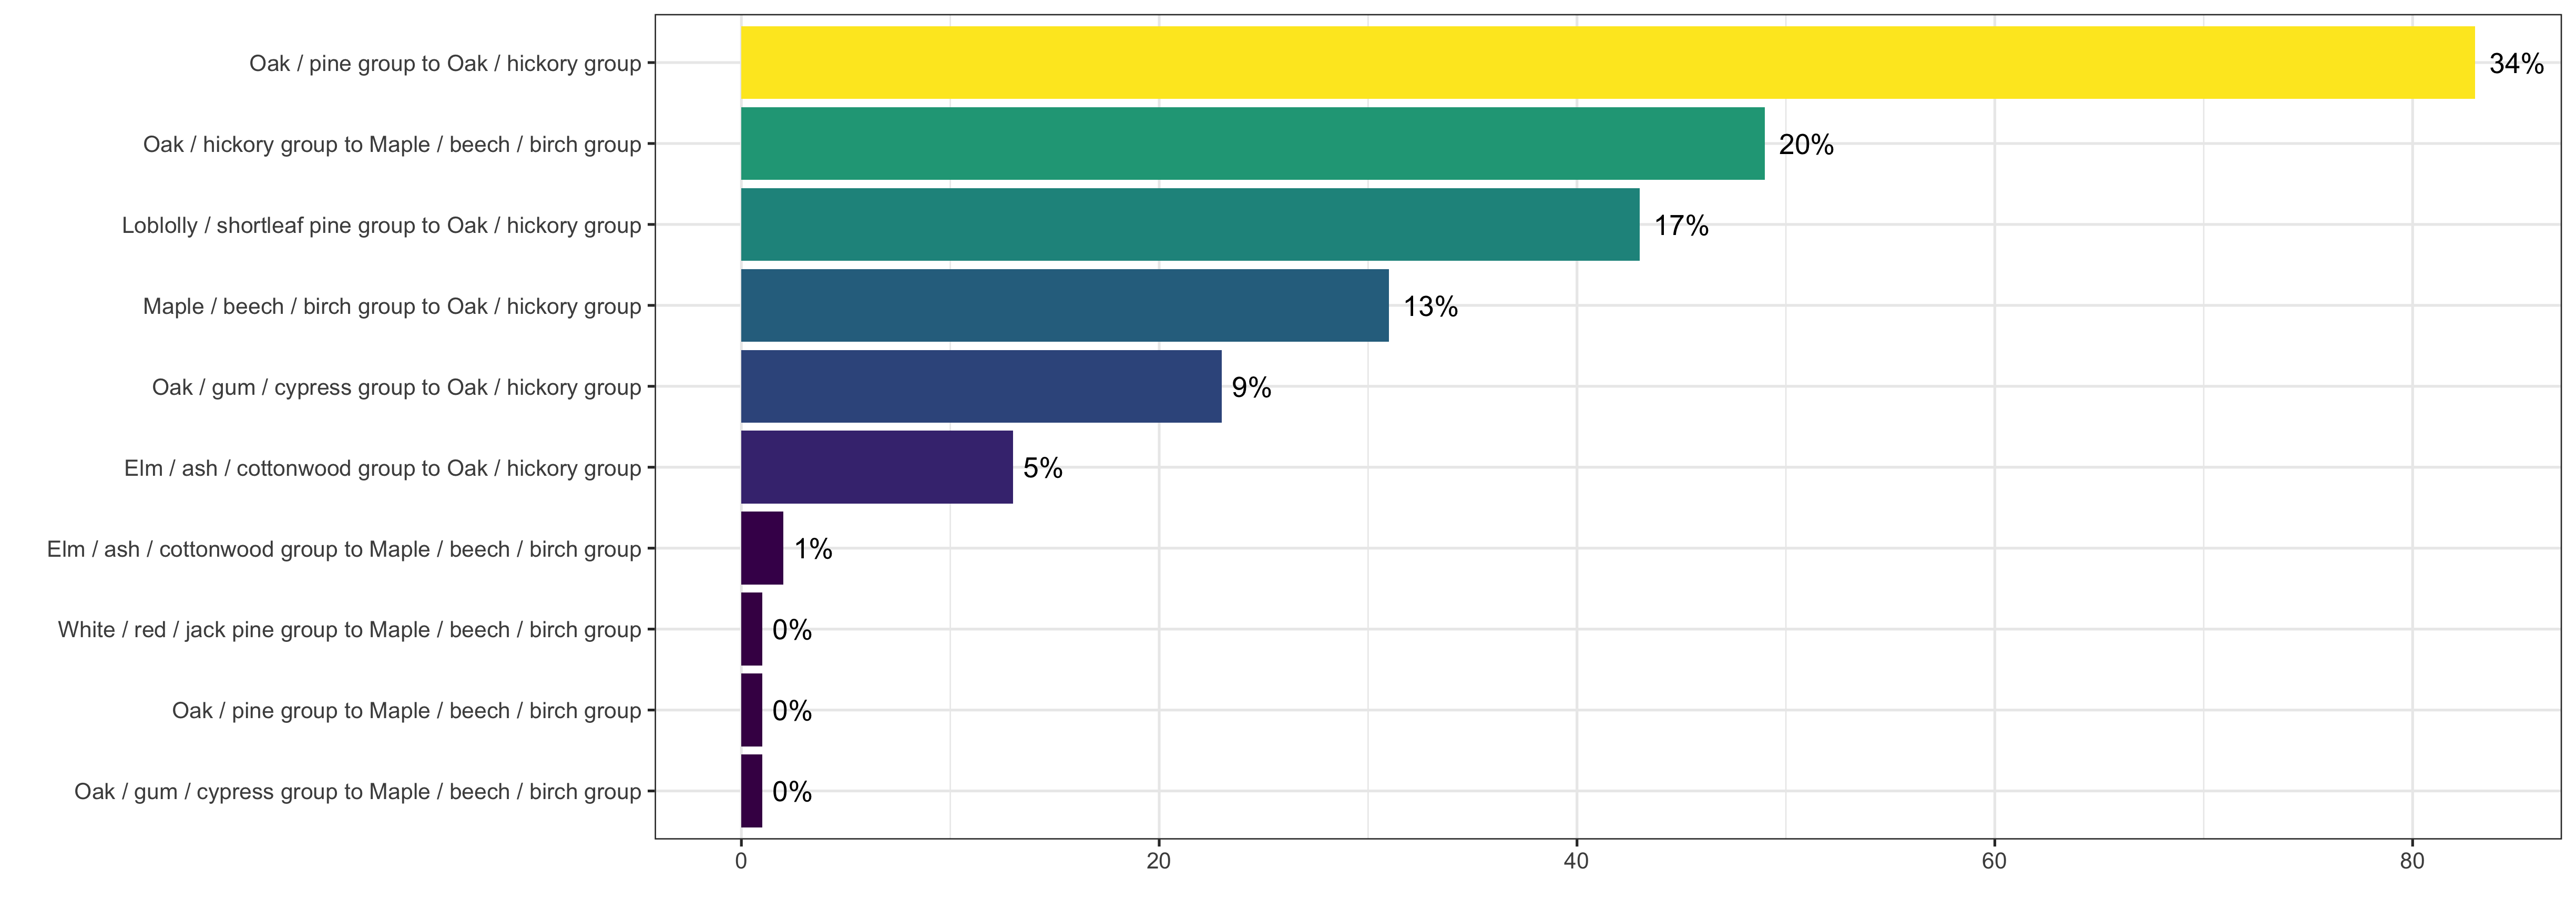 Oak / pine group to Oak / hickory group 34%
Oak / hickory group to Maple / beech / birch group 20%
Loblolly / shortleaf pine group to Oak / hickory group 17%
Maple / beech / birch group to Oak / hickory group 13%
Oak / gum / cypress group to Oak / hickory group 9%
Elm / ash / cottonwood group to Oak / hickory group 5%
Elm / ash / cottonwood group to Maple / beech / birch group 1%
White / red / jack pine group to Maple / beech / birch group 0%
Oak / pine group to Maple / beech / birch group 0%
Oak / gum / cypress group to Maple / beech / birch group 0%
0 20 40 60 80